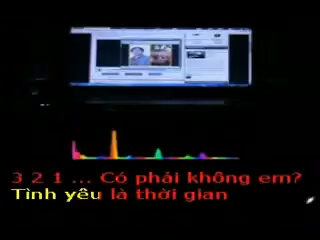 3 2 1 ... Có phải không em?
Tình yêu là thời gian